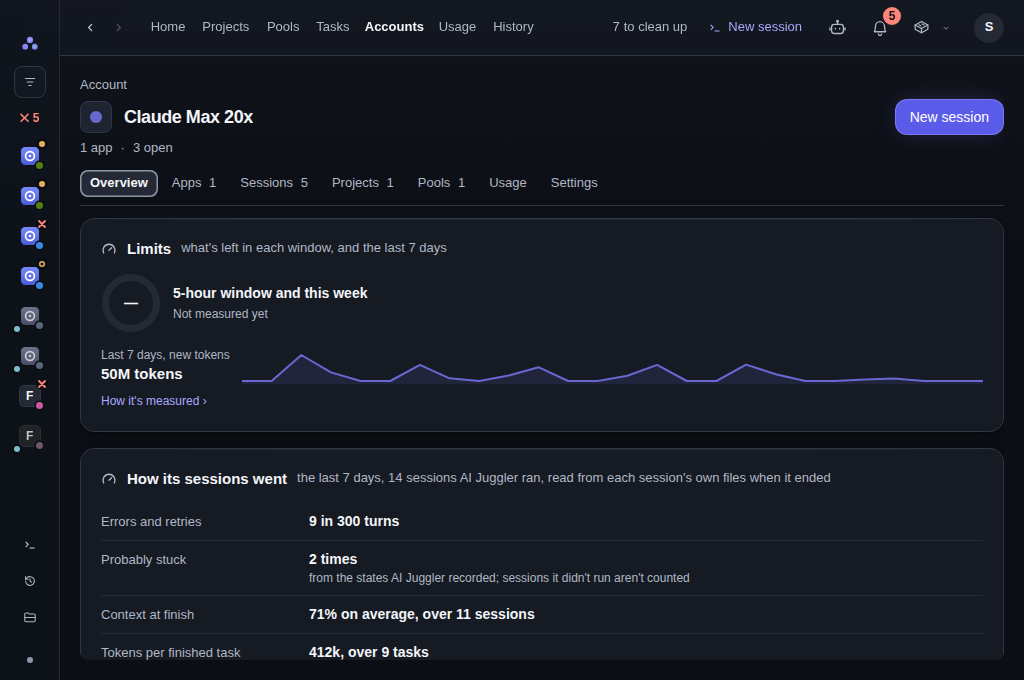 Home Projects Pools Tasks Accounts Usage History 7 to clean up New session 5 S
5
F
F
Account
Claude Max 20x
New session
1 app · 3 open
Overview Apps 1 Sessions 5 Projects 1 Pools 1 Usage Settings
Limits what's left in each window, and the last 7 days
—
5-hour window and this week
Not measured yet
Last 7 days, new tokens
50M tokens
How it's measured ›
How its sessions went the last 7 days, 14 sessions AI Juggler ran, read from each session's own files when it ended
Errors and retries 9 in 300 turns
Probably stuck 2 times
from the states AI Juggler recorded; sessions it didn't run aren't counted
Context at finish 71% on average, over 11 sessions
Tokens per finished task 412k, over 9 tasks